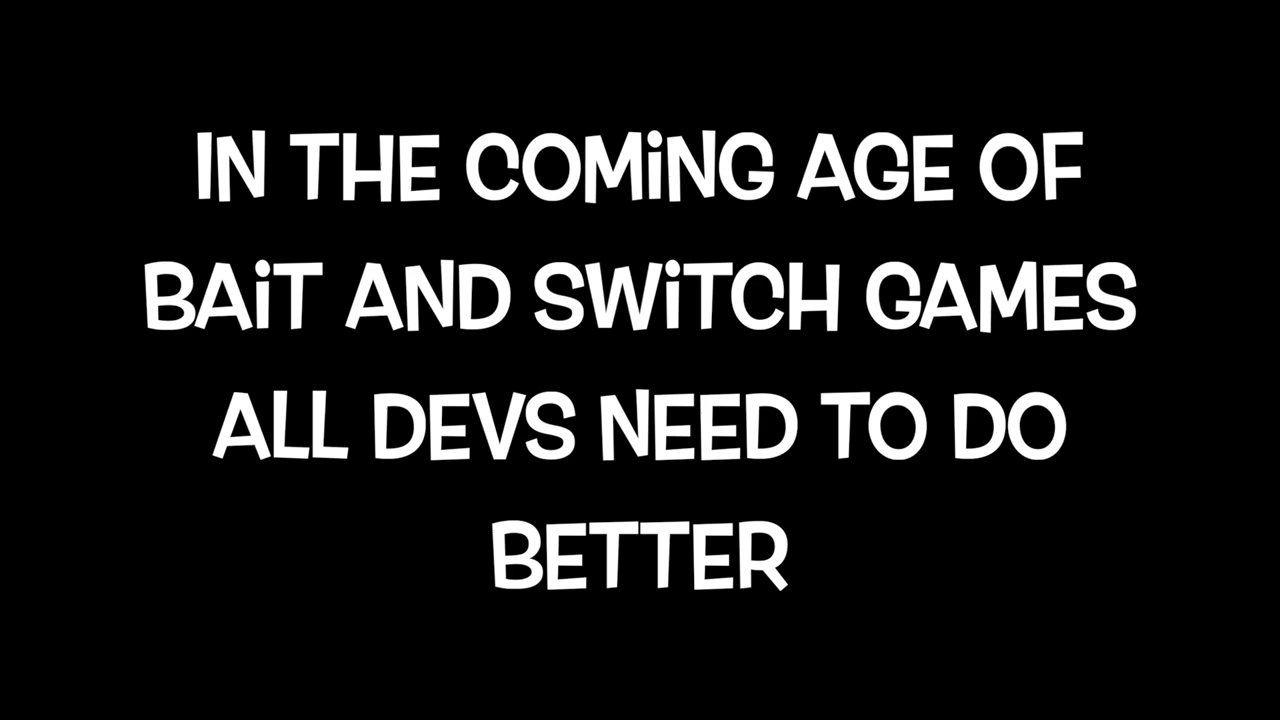 IN THE COMiNG AGE OF
BAiT AND SWiTCH GAMES
ALL DEVS NEED TO DO
BETTER